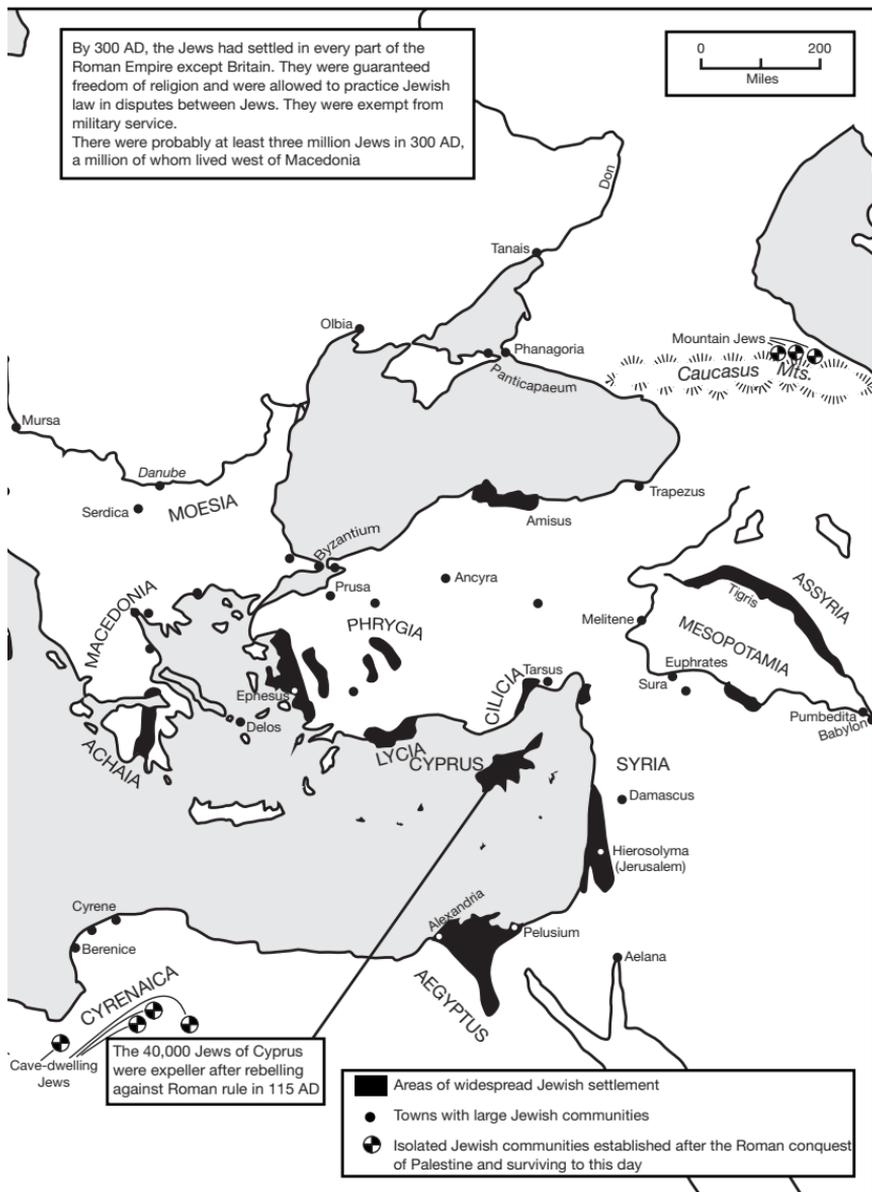 By 300 AD, the Jews had settled in every part of the
Roman Empire except Britain. They were guaranteed
freedom of religion and were allowed to practice Jewish
law in disputes between Jews. They were exempt from
military service.
There were probably at least three million Jews in 300 AD,
a million of whom lived west of Macedonia
0 200
Miles
Don
Tanais
Olbia
Phanagoria
Panticapaeum
Mountain Jews
Caucasus Mts.
Mursa
Danube
Serdica
MOESIA
Amisus
Trapezus
Byzantium
Prusa
Ancyra
PHRYGIA
MACEDONIA
Melitene
Tigris
ASSYRIA
MESOPOTAMIA
Euphrates
Sura
Pumbedita
Babylon
Ephesus
Delos
ACHAIA
LYCIA
CILICIA
Tarsus
CYPRUS
SYRIA
Damascus
Hierosolyma
(Jerusalem)
Alexandria
Pelusium
Aelana
AEGYPTUS
Cyrene
Berenice
CYRENAICA
Cave-dwelling
Jews
The 40,000 Jews of Cyprus
were expeller after rebelling
against Roman rule in 115 AD
Areas of widespread Jewish settlement
Towns with large Jewish communities
Isolated Jewish communities established after the Roman conquest
of Palestine and surviving to this day